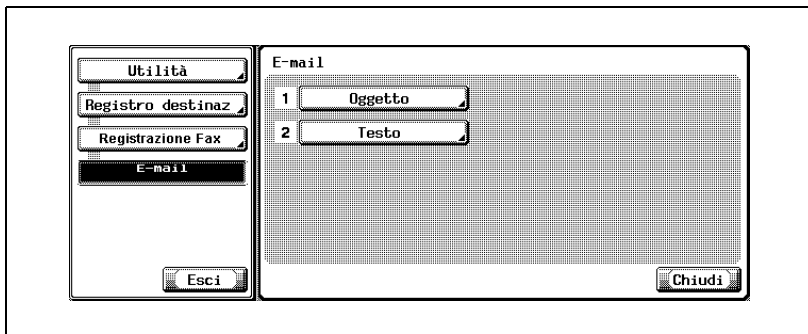 Utilità
Registro destinaz
Registrazione Fax
E-mail
Esci
E-mail
1 Oggetto
2 Testo
Chiudi